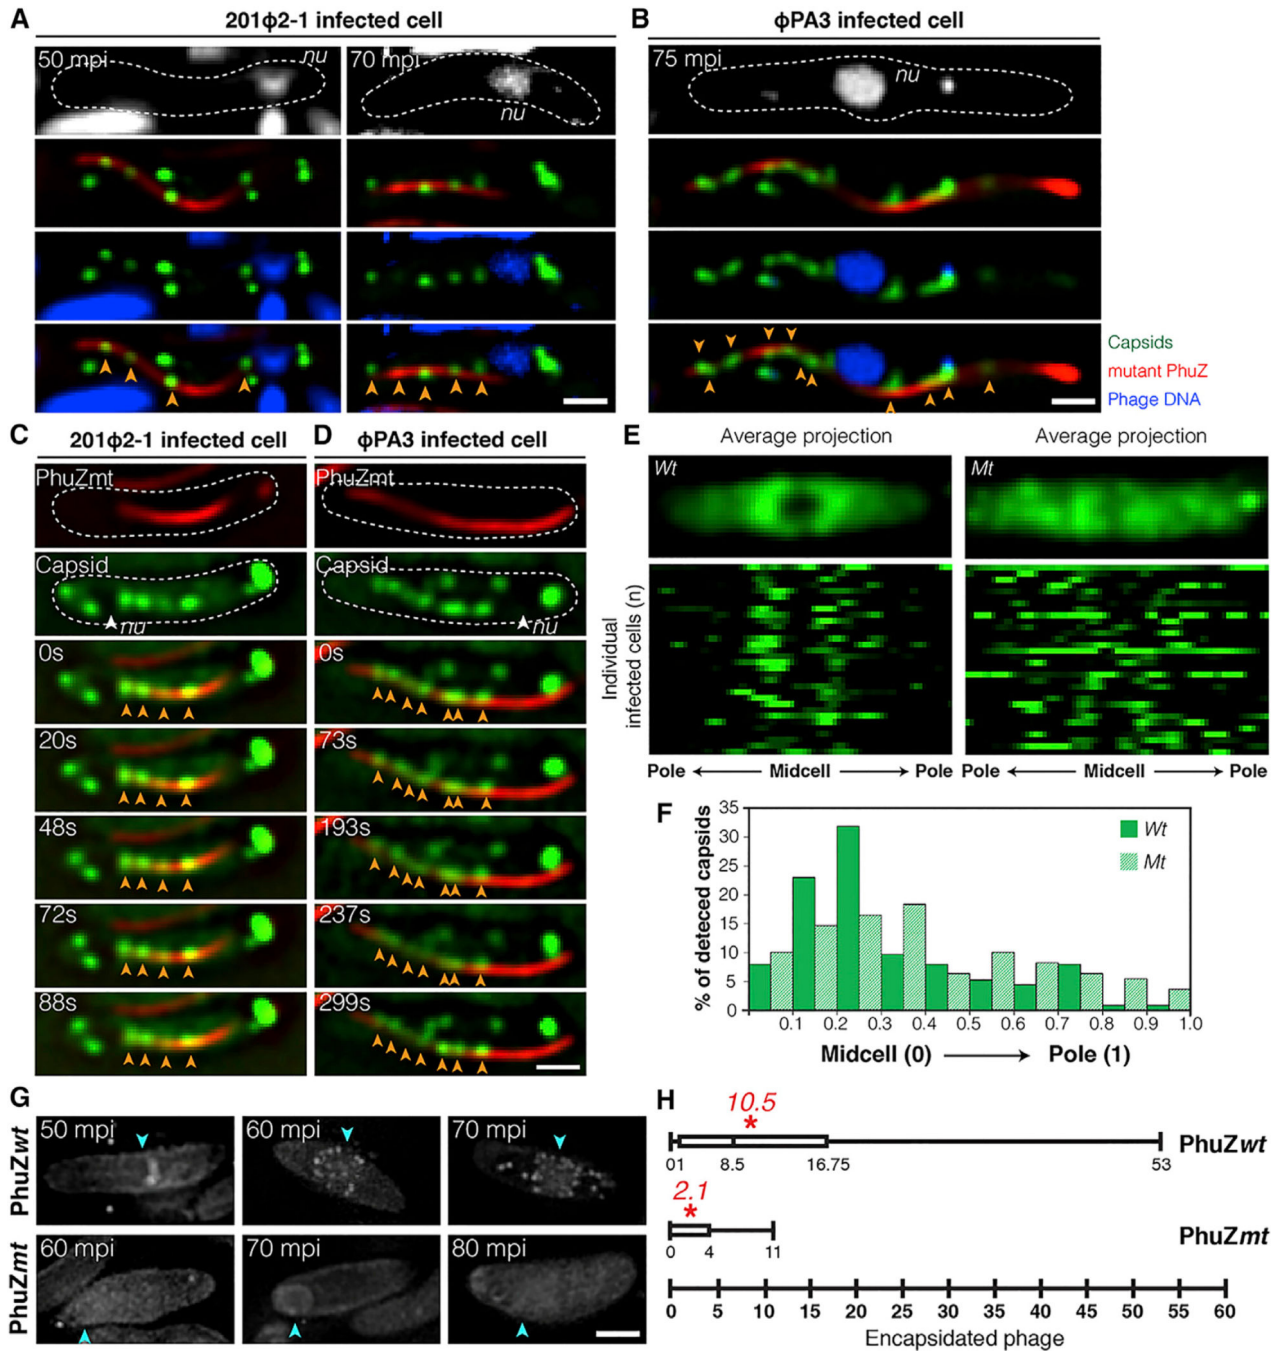 A
201ϕ2-1 infected cell
50 mpi
nu
70 mpi
nu
B
ϕPA3 infected cell
75 mpi
nu
Capsids
mutant PhuZ
Phage DNA
C
201ϕ2-1 infected cell
PhuZmt
Capsid
nu
0s
20s
48s
72s
88s
D
ϕPA3 infected cell
PhuZmt
Capsid
nu
0s
73s
193s
237s
299s
E
Average projection
Average projection
Wt
Mt
Individual
infected cells (n)
Pole Midcell Pole
Pole Midcell Pole
F
% of deteced capsids
35
30
25
20
15
10
5
0
Wt
Mt
0.1 0.2 0.3 0.4 0.5 0.6 0.7 0.8 0.9 1.0
Midcell (0) Pole (1)
G
PhuZwt
50 mpi
60 mpi
70 mpi
PhuZmt
60 mpi
70 mpi
80 mpi
H
10.5
*
PhuZwt
0 1 8.5 16.75 53
2.1
*
PhuZmt
0 4 11
0 5 10 15 20 25 30 35 40 45 50 55 60
Encapsidated phage